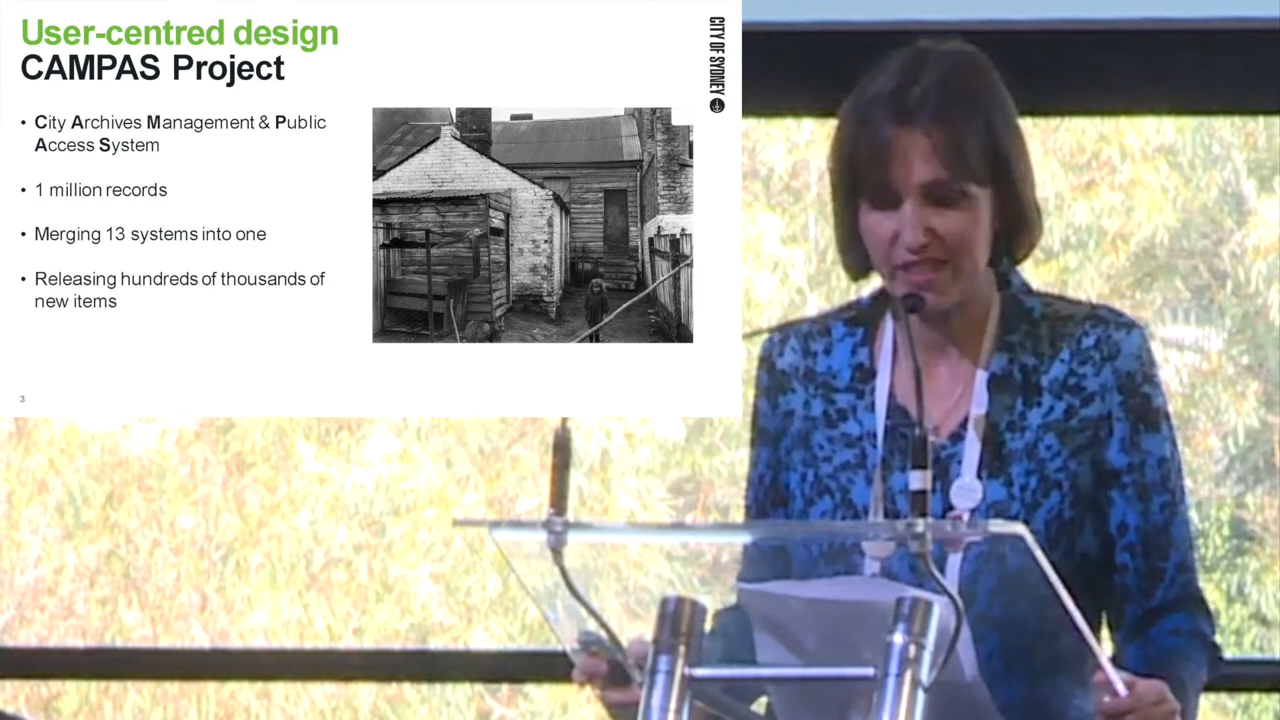 User-centred design
CAMPAS Project
CITY OF SYDNEY
• City Archives Management & Public
Access System
• 1 million records
• Merging 13 systems into one
• Releasing hundreds of thousands of
new items
3